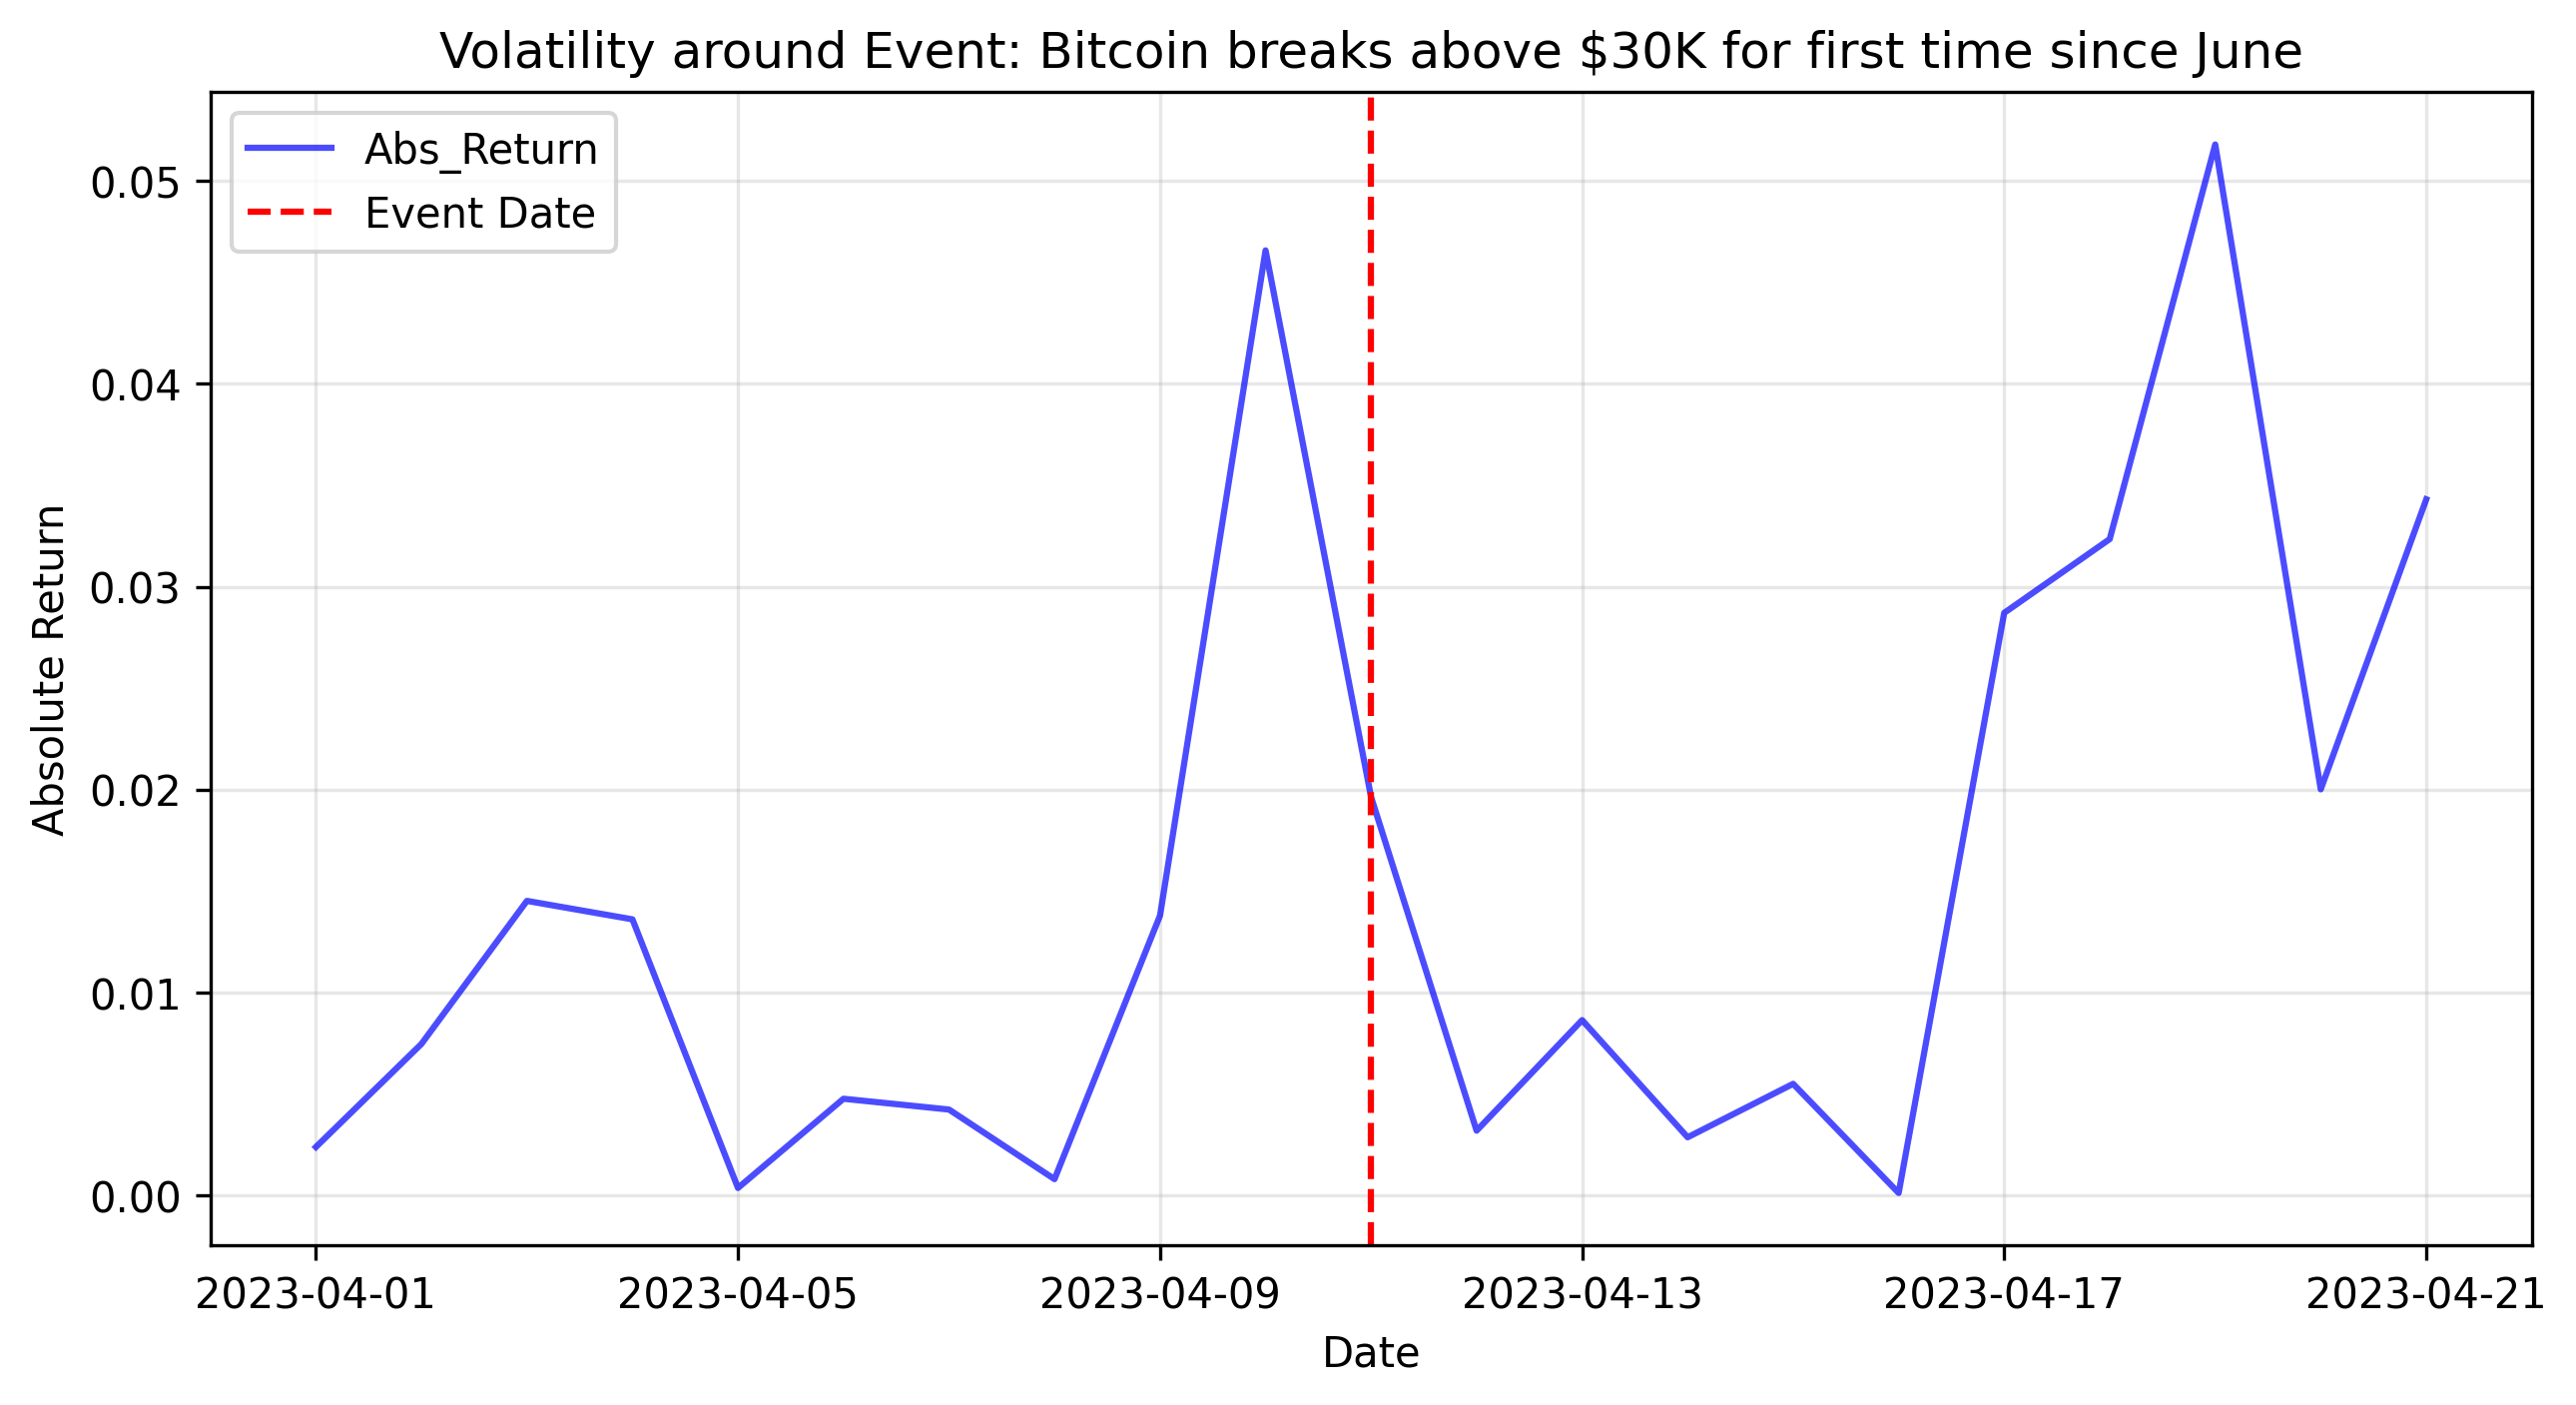 Volatility around Event: Bitcoin breaks above $30K for first time since June
Abs_Return
Event Date
Absolute Return
0.05
0.04
0.03
0.02
0.01
0.00
2023-04-01 2023-04-05 2023-04-09 2023-04-13 2023-04-17 2023-04-21
Date